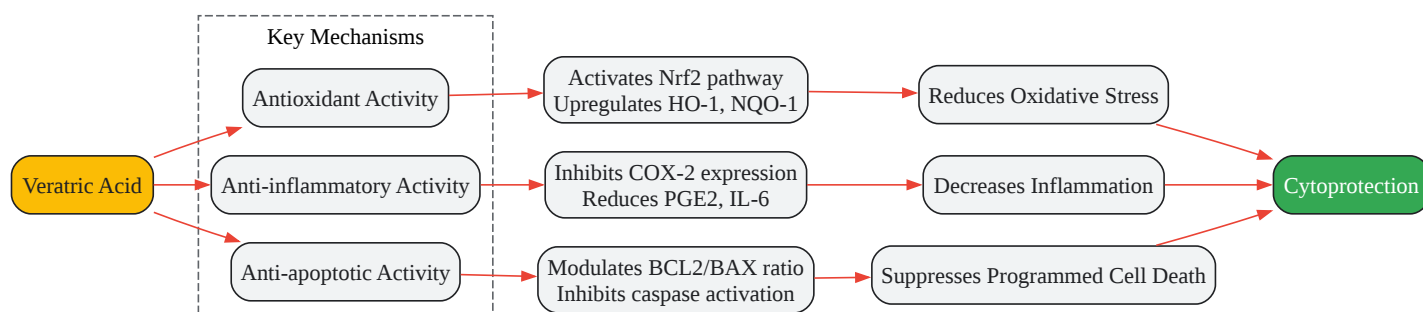 Key Mechanisms
Antioxidant Activity
Activates Nrf2 pathway
Upregulates HO-1, NQO-1
Reduces Oxidative Stress
Veratric Acid
Anti-inflammatory Activity
Inhibits COX-2 expression
Reduces PGE2, IL-6
Decreases Inflammation
Cytoprotection
Anti-apoptotic Activity
Modulates BCL2/BAX ratio
Inhibits caspase activation
Suppresses Programmed Cell Death